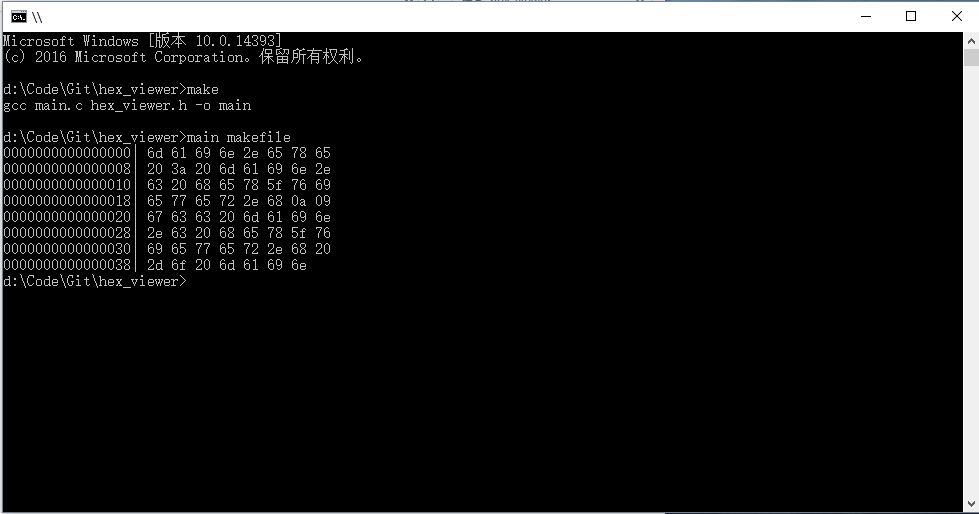 \\
Microsoft Windows [版本 10.0.14393]
(c) 2016 Microsoft Corporation。保留所有权利。
d:\Code\Git\hex_viewer>make
gcc main.c hex_viewer.h -o main
d:\Code\Git\hex_viewer>main makefile
0000000000000000| 6d 61 69 6e 2e 65 78 65
0000000000000008| 20 3a 20 6d 61 69 6e 2e
0000000000000010| 63 20 68 65 78 5f 76 69
0000000000000018| 65 77 65 72 2e 68 0a 09
0000000000000020| 67 63 63 20 6d 61 69 6e
0000000000000028| 2e 63 20 68 65 78 5f 76
0000000000000030| 69 65 77 65 72 2e 68 20
0000000000000038| 2d 6f 20 6d 61 69 6e
d:\Code\Git\hex_viewer>